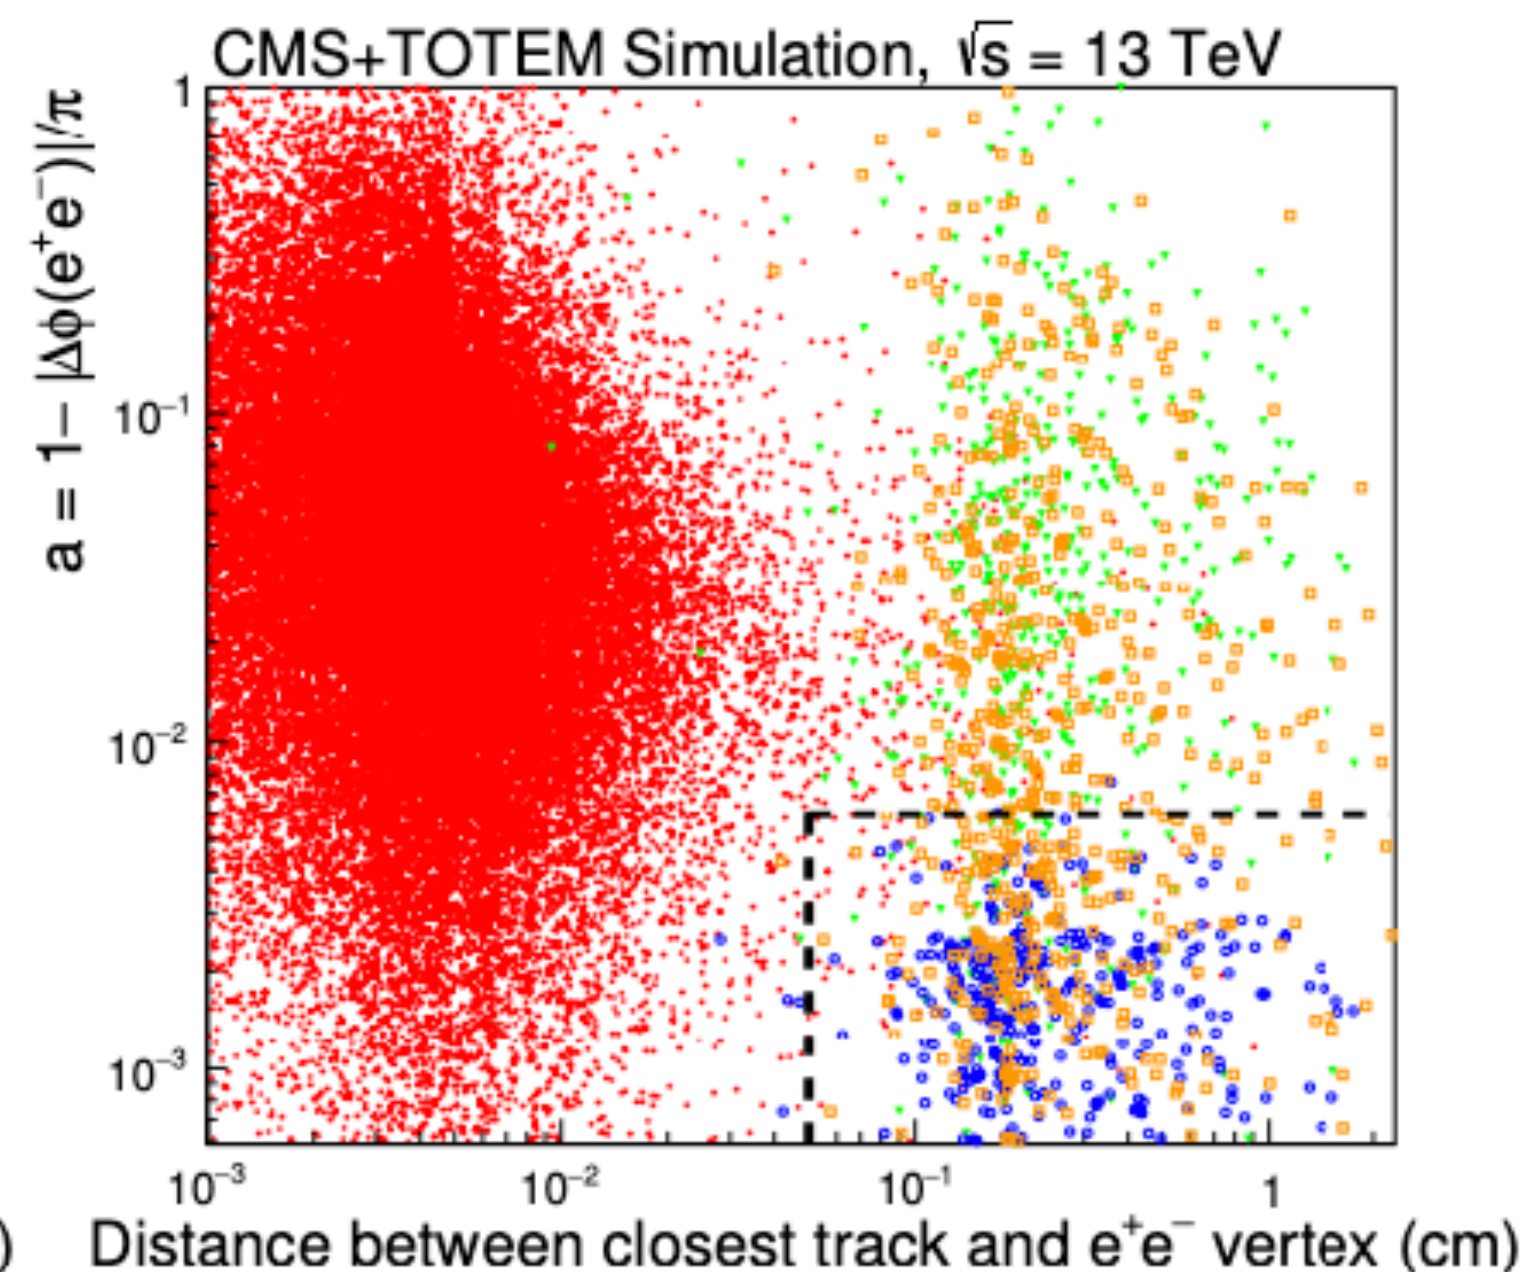 CMS+TOTEM Simulation, √s = 13 TeV
a = 1− |Δϕ(e⁺e⁻)|/π
1
10⁻¹
10⁻²
10⁻³
10⁻³ 10⁻² 10⁻¹ 1
) Distance between closest track and e⁺e⁻ vertex (cm)